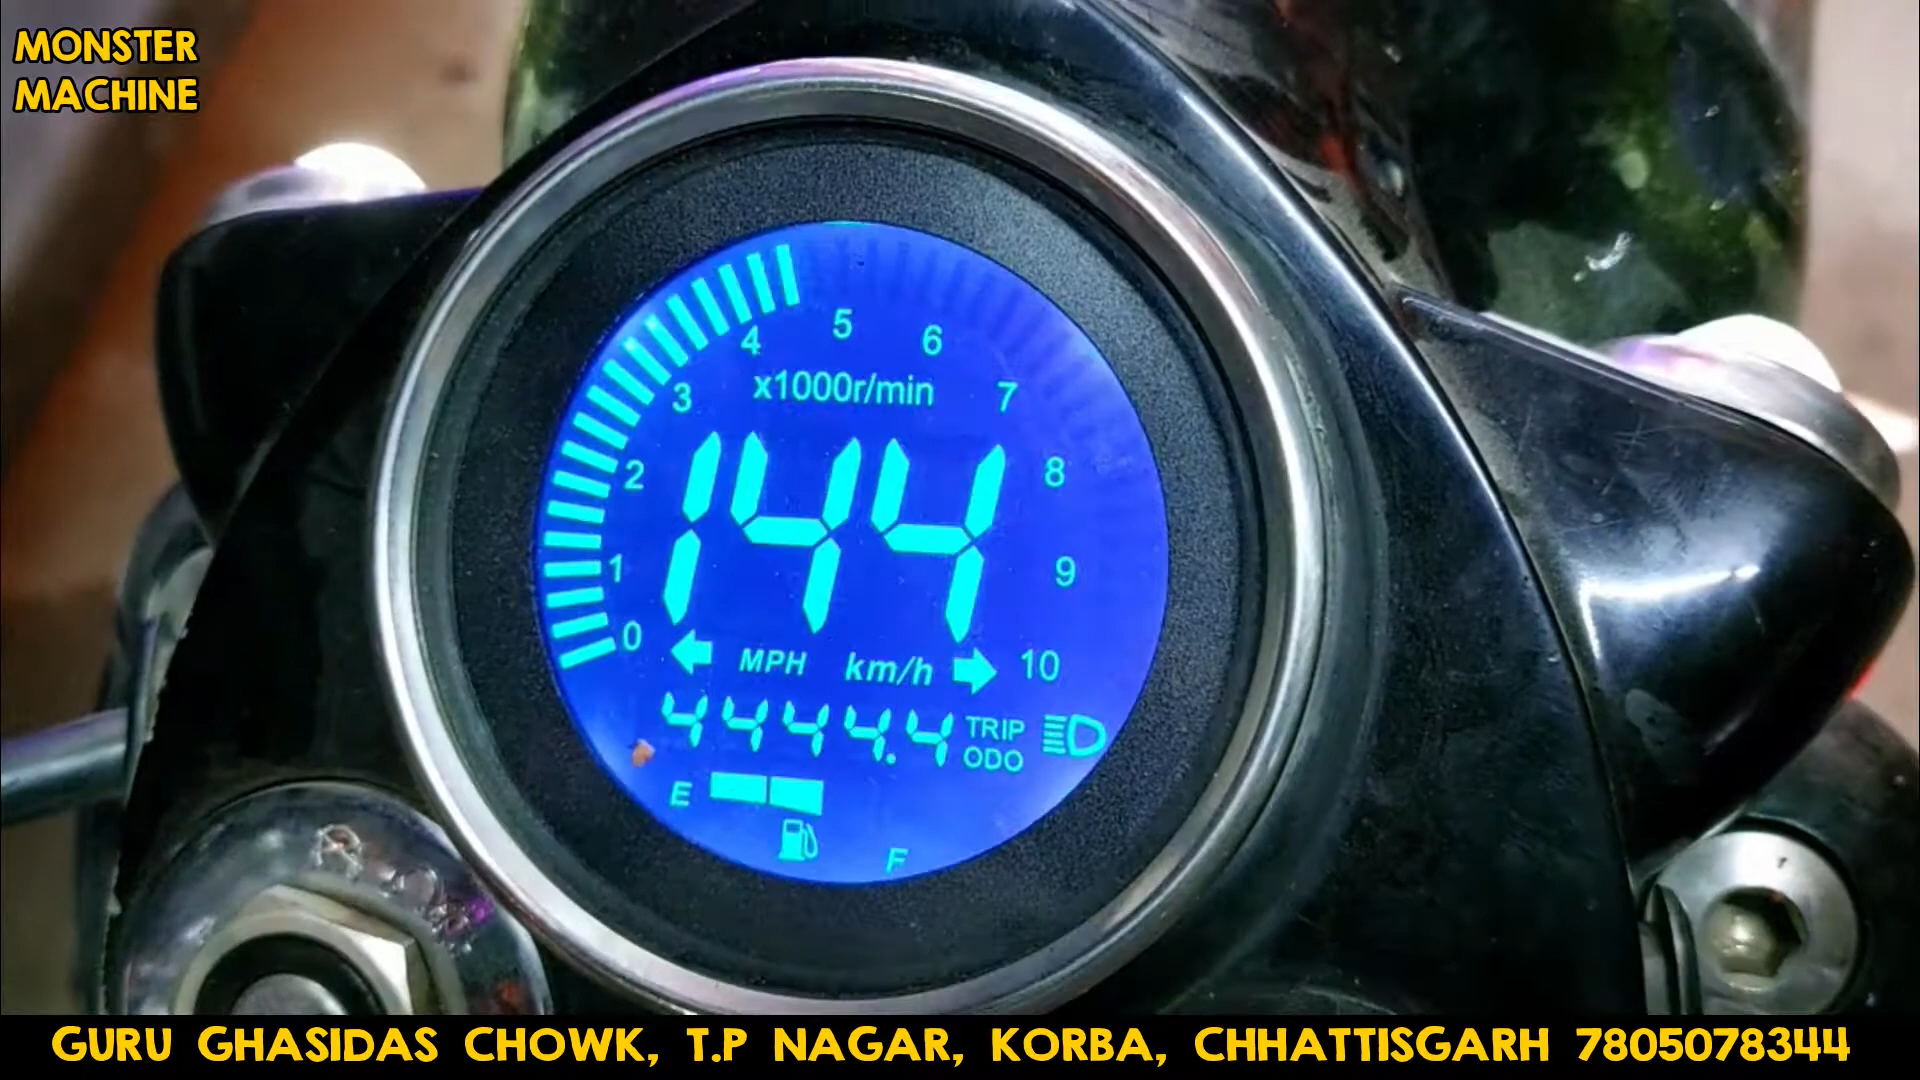 MONSTER
MACHINE
4 5 6
3 x1000r/min 7
2 144 8
1 9
0 MPH km/h 10
4444.4 TRIP
ODO
E
F
GURU GHASIDAS CHOWK, T.P NAGAR, KORBA, CHHATTISGARH 7805078344